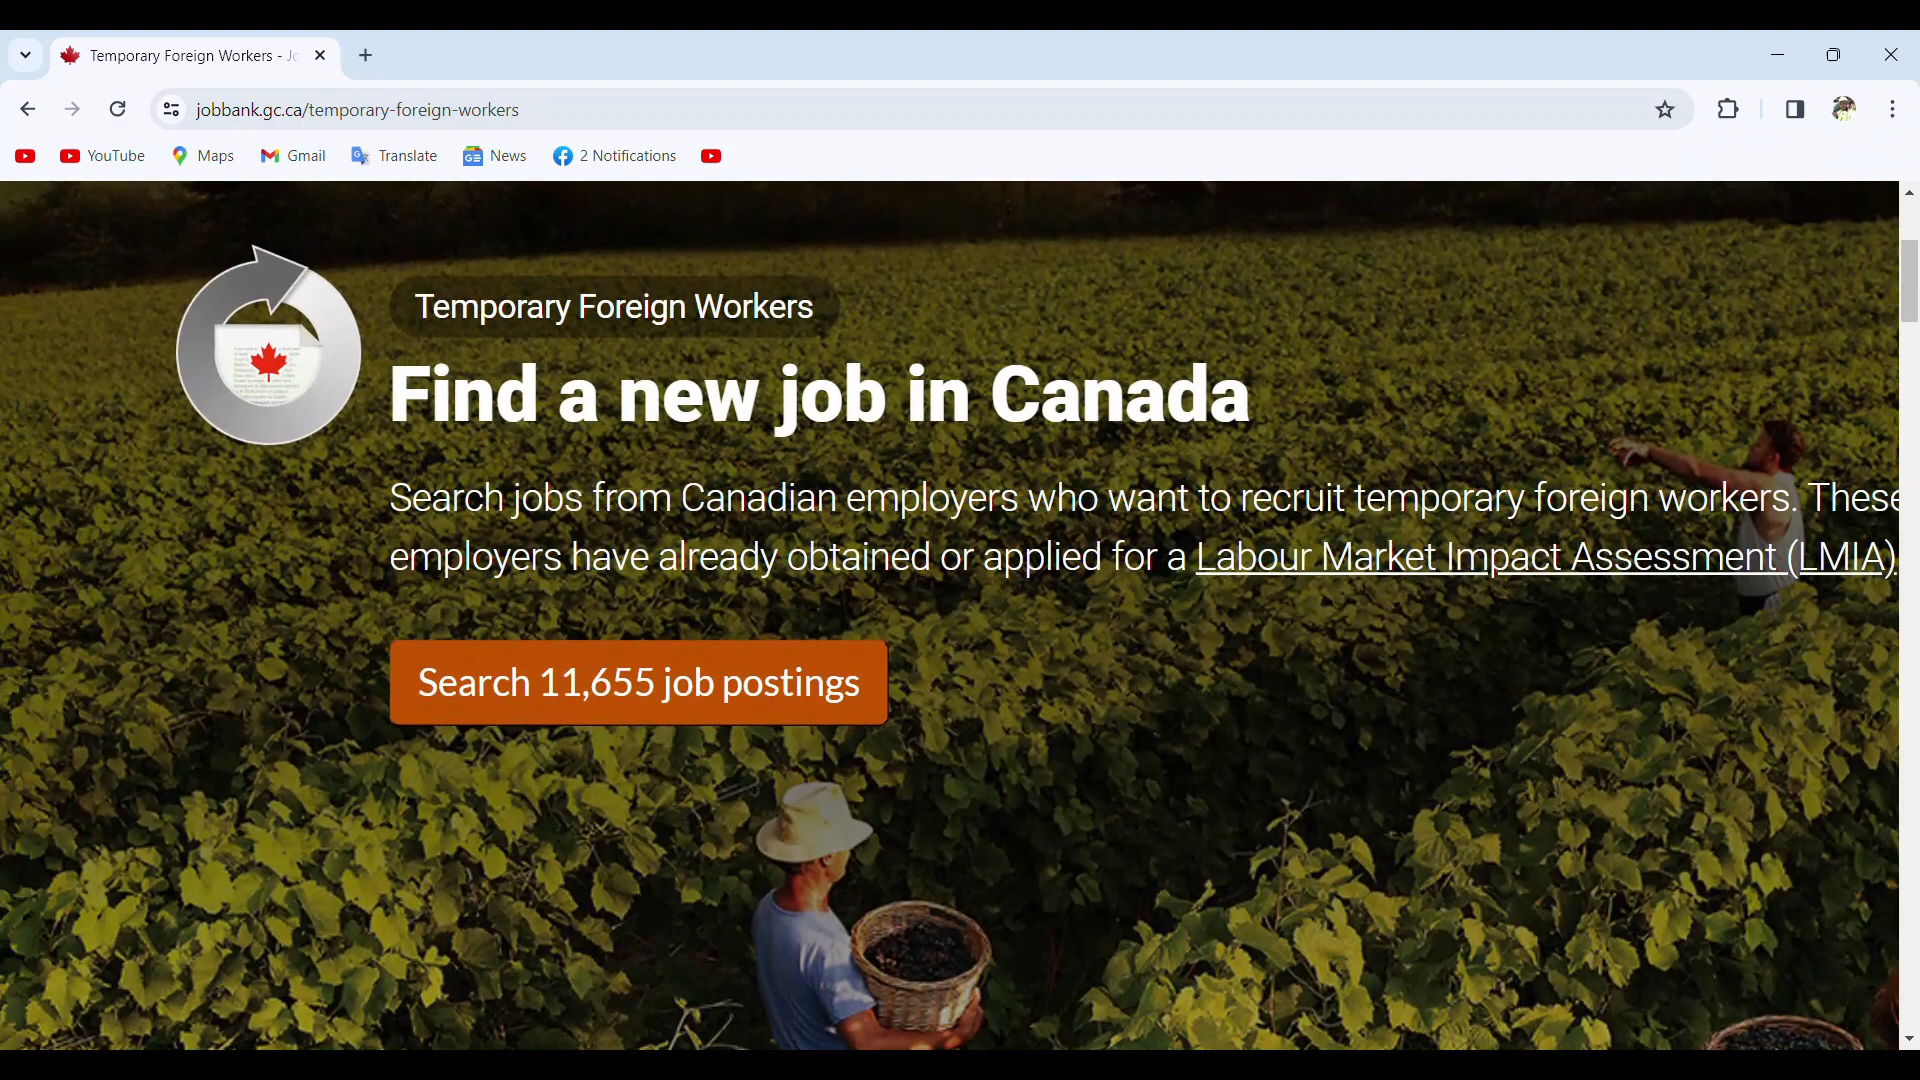 Temporary Foreign Workers - Jo
jobbank.gc.ca/temporary-foreign-workers
YouTube
Maps
Gmail
Translate
News
2 Notifications
Temporary Foreign Workers
Find a new job in Canada
Search jobs from Canadian employers who want to recruit temporary foreign workers. These
employers have already obtained or applied for a Labour Market Impact Assessment (LMIA)
Search 11,655 job postings